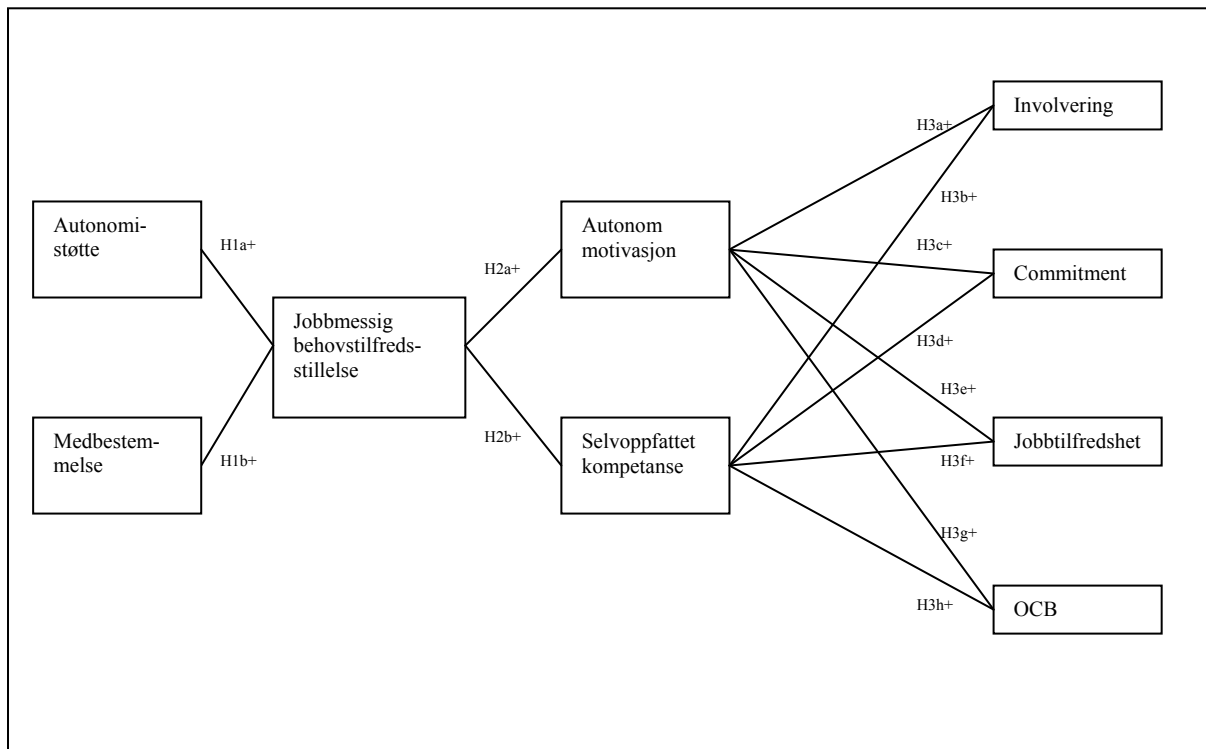 Involvering
H3a+
H3b+
Autonomi-
støtte
H1a+
Autonom
motivasjon
H3c+
Commitment
H2a+
Jobbmessig
behovstilfreds-
stillelse
H3d+
H3e+
Medbestem-
melse
H1b+
H2b+
Selvoppfattet
kompetanse
Jobbtilfredshet
H3f+
H3g+
H3h+
OCB